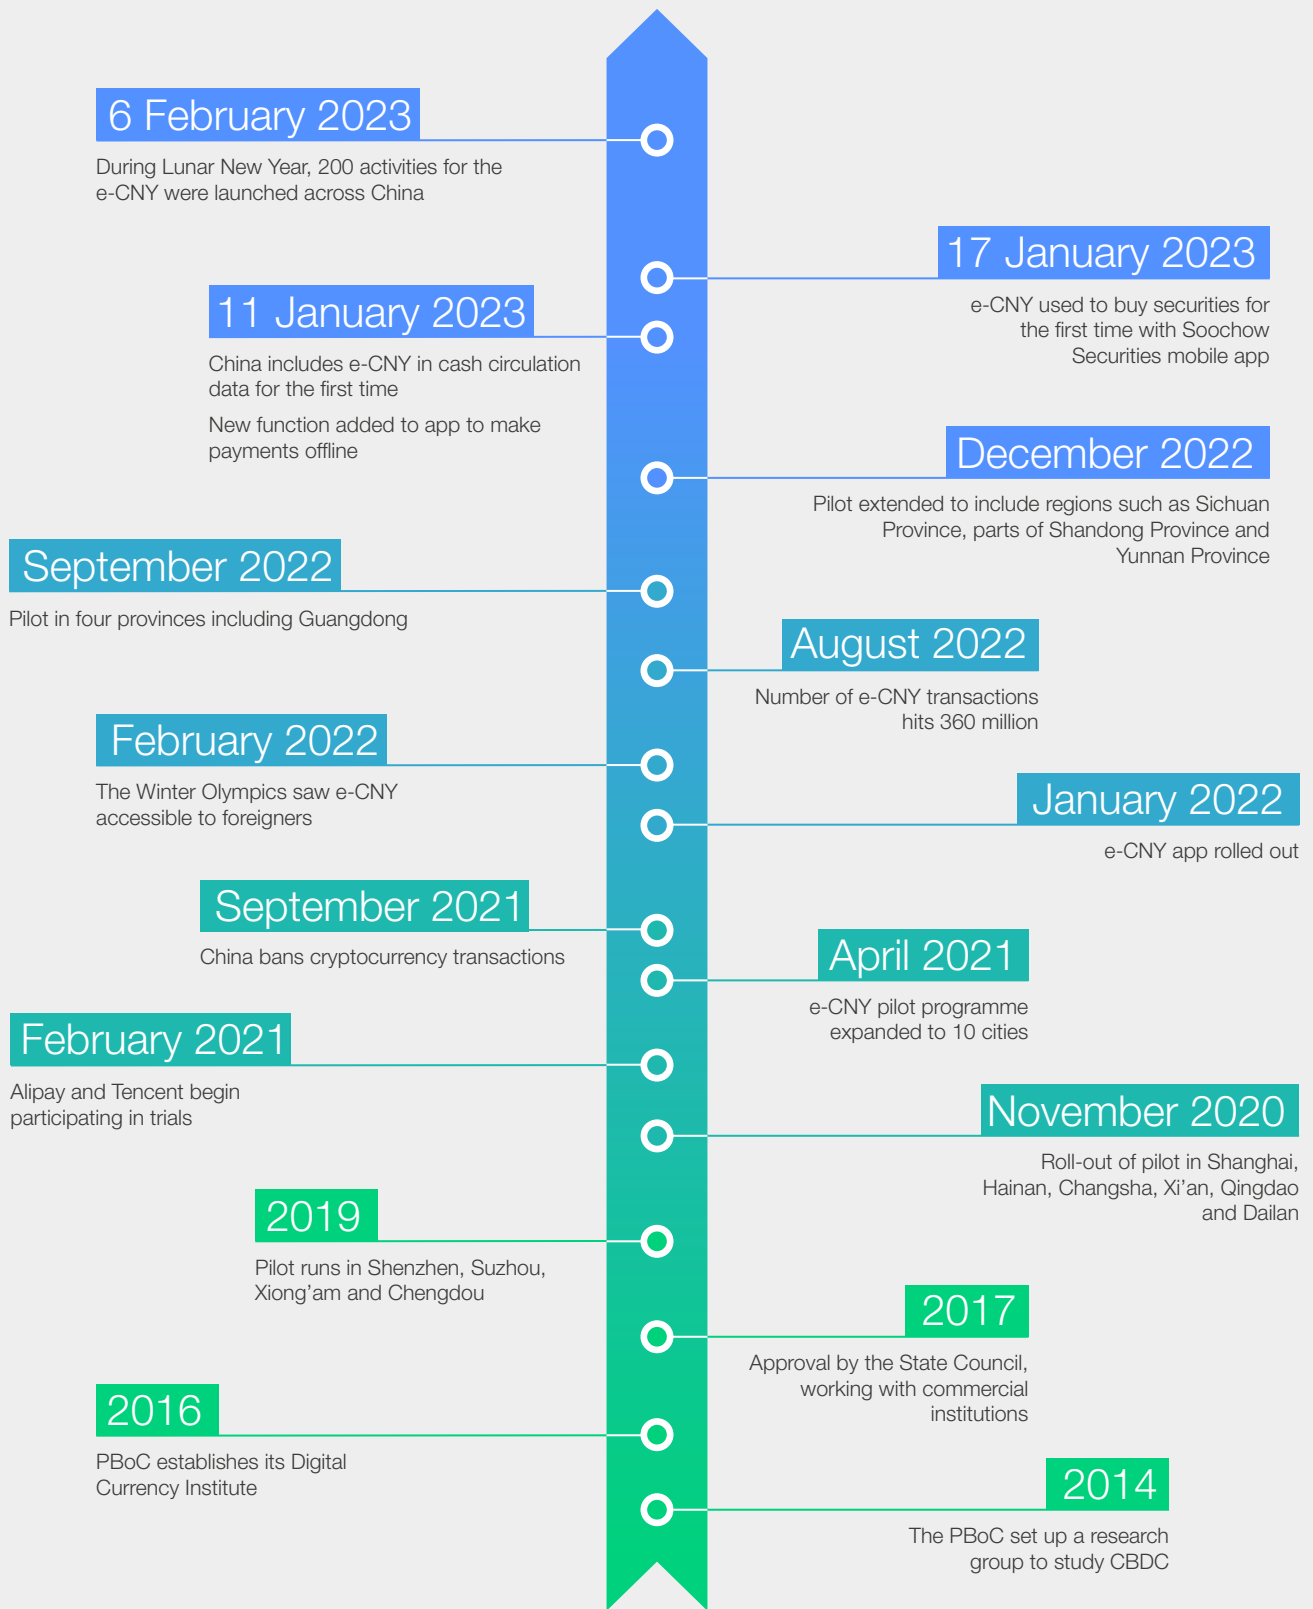 6 February 2023
During Lunar New Year, 200 activities for the
e-CNY were launched across China
17 January 2023
e-CNY used to buy securities for
the first time with Soochow
Securities mobile app
11 January 2023
China includes e-CNY in cash circulation
data for the first time
New function added to app to make
payments offline
December 2022
Pilot extended to include regions such as Sichuan
Province, parts of Shandong Province and
Yunnan Province
September 2022
Pilot in four provinces including Guangdong
August 2022
Number of e-CNY transactions
hits 360 million
February 2022
The Winter Olympics saw e-CNY
accessible to foreigners
January 2022
e-CNY app rolled out
September 2021
China bans cryptocurrency transactions
April 2021
e-CNY pilot programme
expanded to 10 cities
February 2021
Alipay and Tencent begin
participating in trials
November 2020
Roll-out of pilot in Shanghai,
Hainan, Changsha, Xi’an, Qingdao
and Dailan
2019
Pilot runs in Shenzhen, Suzhou,
Xiong’am and Chengdou
2017
Approval by the State Council,
working with commercial
institutions
2016
PBoC establishes its Digital
Currency Institute
2014
The PBoC set up a research
group to study CBDC